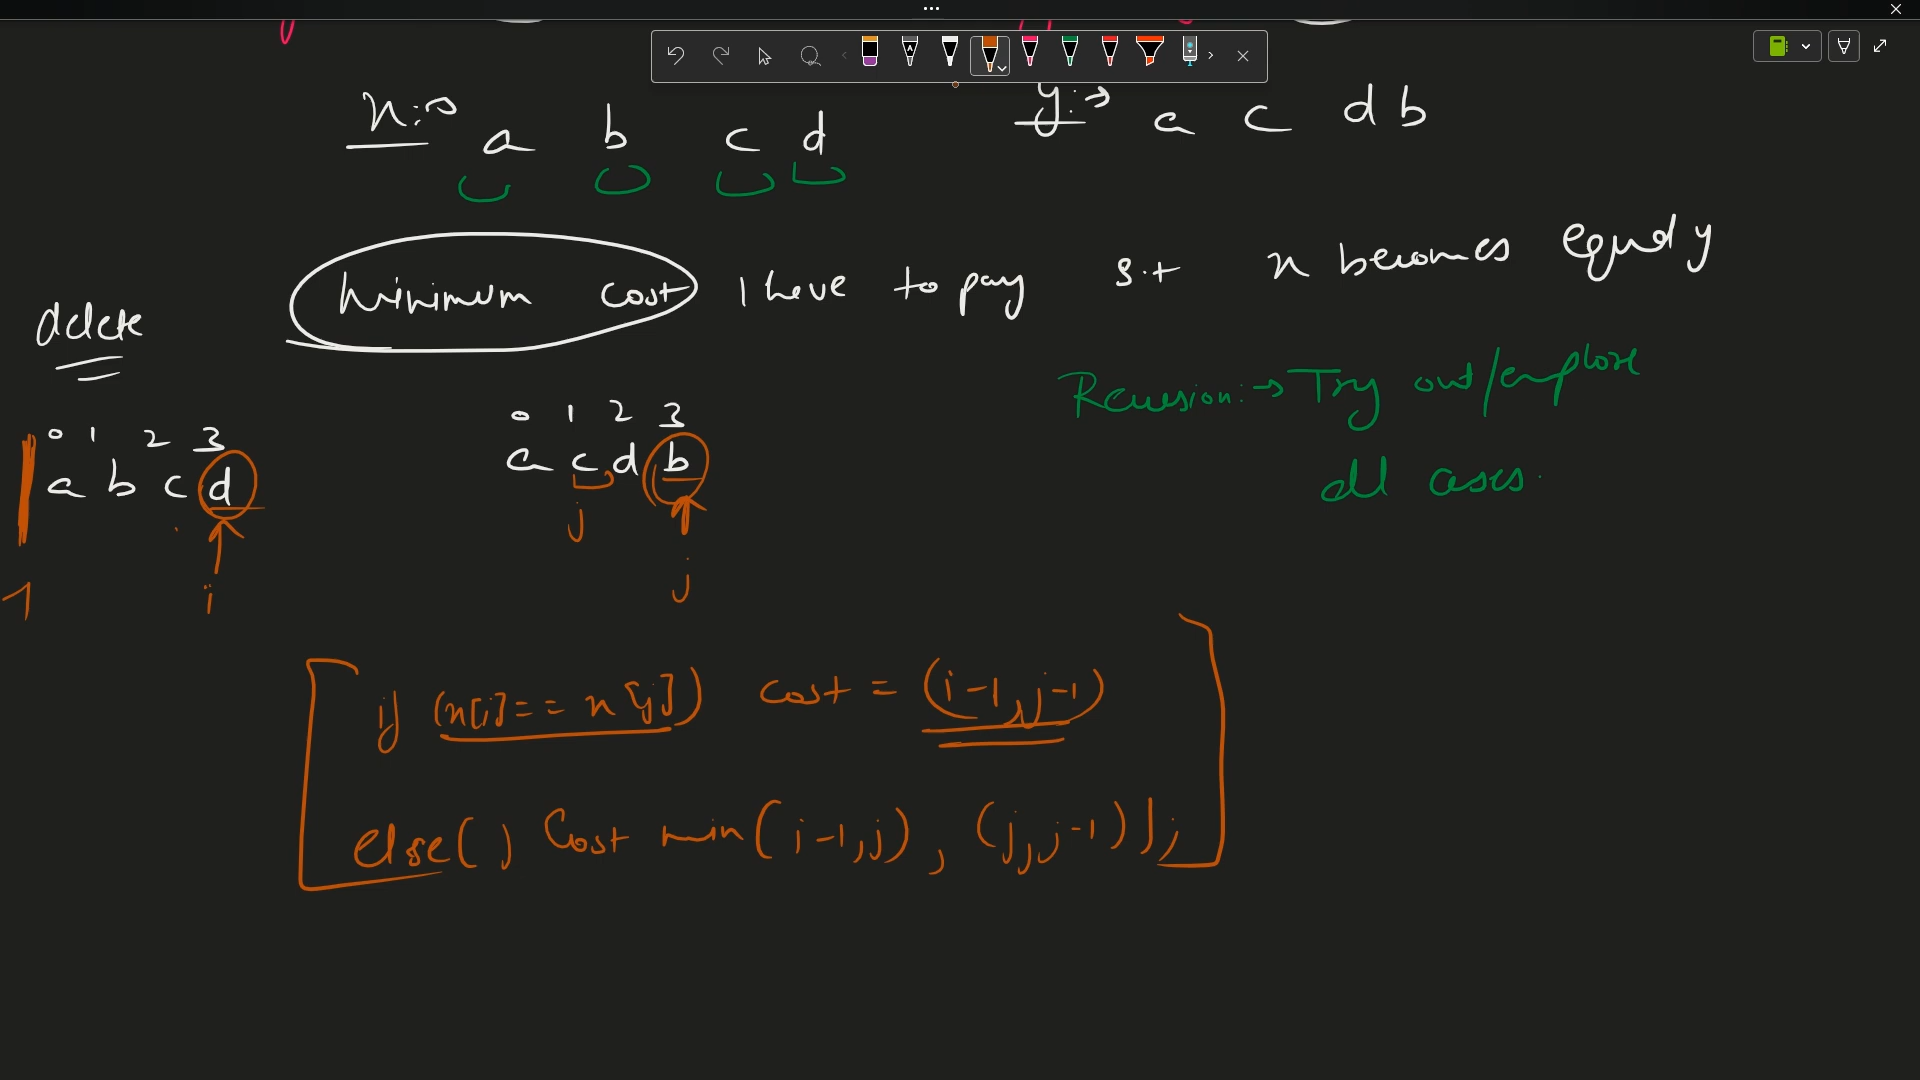 x:→ a b c d
y:→ a c d b
minimum cost I have to pay s.t x becomes equal y
delete
Recursion:→ Try out/explore
all cases.
0 1 2 3
a b c d
i
0 1 2 3
a c d b
j
j
-1
if (x[i]== x[j]) cost = (i-1,j-1)
else() Cost min(i-1,j), (j,j-1)];